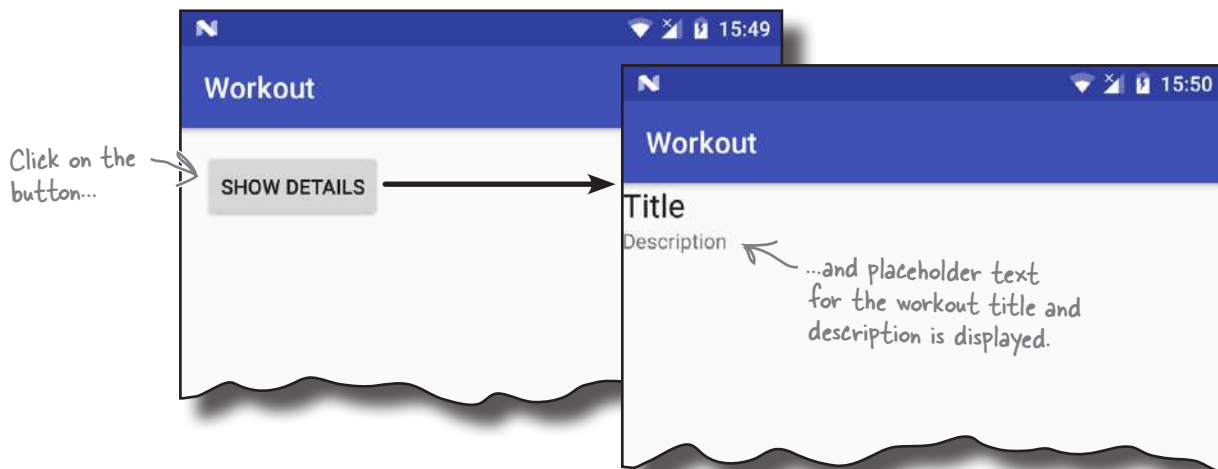 15:49
Workout
Click on the
button...
SHOW DETAILS
15:50
Workout
Title
Description
...and placeholder text
for the workout title and
description is displayed.